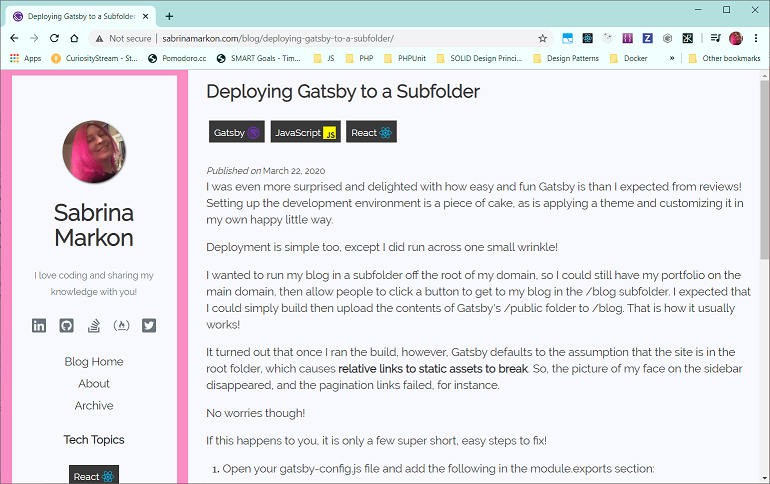 Deploying Gatsby to a Subfolder
Not secure | sabrinamarkon.com/blog/deploying-gatsby-to-a-subfolder/
Apps CuriosityStream - St... Pomodoro.cc SMART Goals - Tim... JS PHP PHPUnit SOLID Design Princi... Design Patterns Docker » Other bookmarks
Sabrina
Markon
I love coding and sharing my
knowledge with you!
Blog Home
About
Archive
Tech Topics
React
Deploying Gatsby to a Subfolder
Gatsby JavaScript JS React
Published on March 22, 2020
I was even more surprised and delighted with how easy and fun Gatsby is than I expected from reviews!
Setting up the development environment is a piece of cake, as is applying a theme and customizing it in
my own happy little way.
Deployment is simple too, except I did run across one small wrinkle!
I wanted to run my blog in a subfolder off the root of my domain, so I could still have my portfolio on the
main domain, then allow people to click a button to get to my blog in the /blog subfolder. I expected that
I could simply build then upload the contents of Gatsby's /public folder to /blog. That is how it usually
works!
It turned out that once I ran the build, however, Gatsby defaults to the assumption that the site is in the
root folder, which causes relative links to static assets to break. So, the picture of my face on the sidebar
disappeared, and the pagination links failed, for instance.
No worries though!
If this happens to you, it is only a few super short, easy steps to fix!
1. Open your gatsby-config.js file and add the following in the module.exports section: